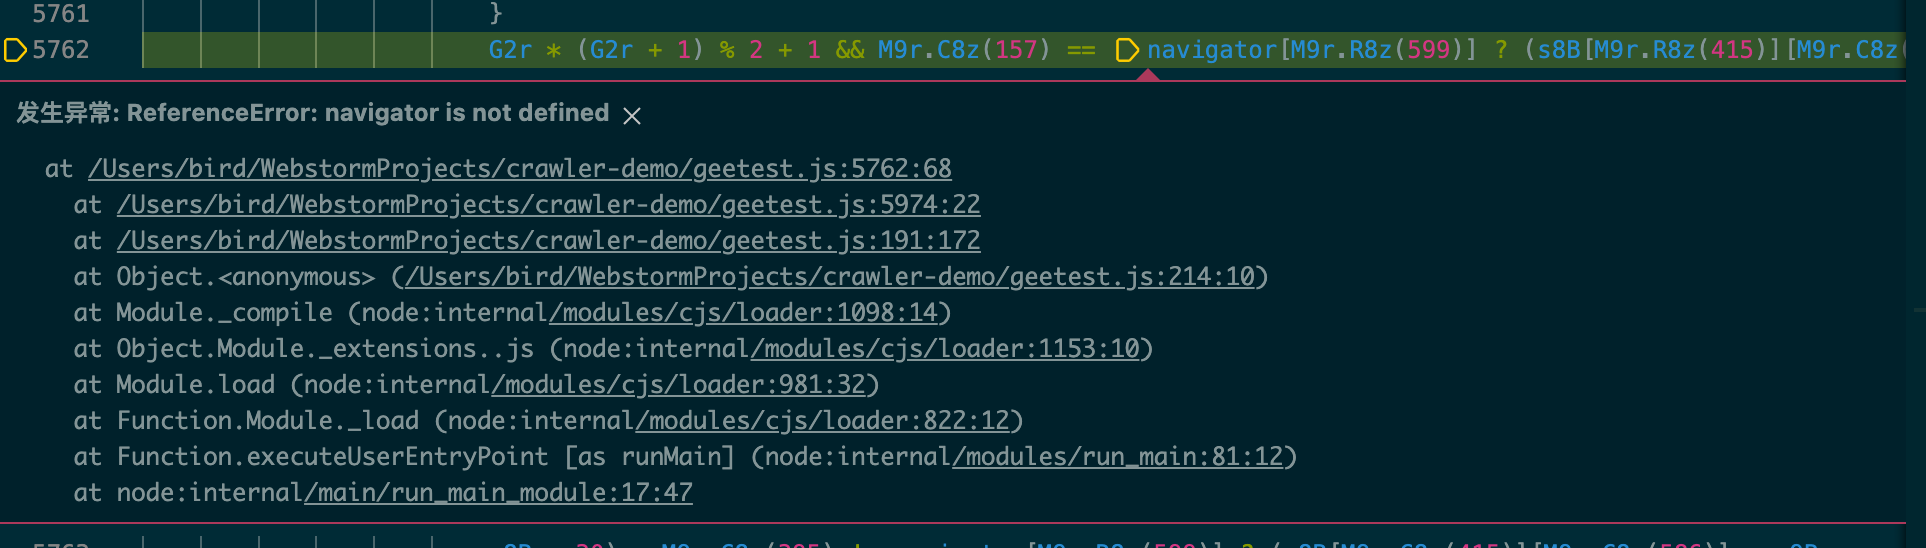 5761 }
5762 G2r * (G2r + 1) % 2 + 1 && M9r.C8z(157) == navigator[M9r.R8z(599)] ? (s8B[M9r.R8z(415)][M9r.C8z(
发生异常: ReferenceError: navigator is not defined
at /Users/bird/WebstormProjects/crawler-demo/geetest.js:5762:68
at /Users/bird/WebstormProjects/crawler-demo/geetest.js:5974:22
at /Users/bird/WebstormProjects/crawler-demo/geetest.js:191:172
at Object.<anonymous> (/Users/bird/WebstormProjects/crawler-demo/geetest.js:214:10)
at Module._compile (node:internal/modules/cjs/loader:1098:14)
at Object.Module._extensions..js (node:internal/modules/cjs/loader:1153:10)
at Module.load (node:internal/modules/cjs/loader:981:32)
at Function.Module._load (node:internal/modules/cjs/loader:822:12)
at Function.executeUserEntryPoint [as runMain] (node:internal/modules/run_main:81:12)
at node:internal/main/run_main_module:17:47